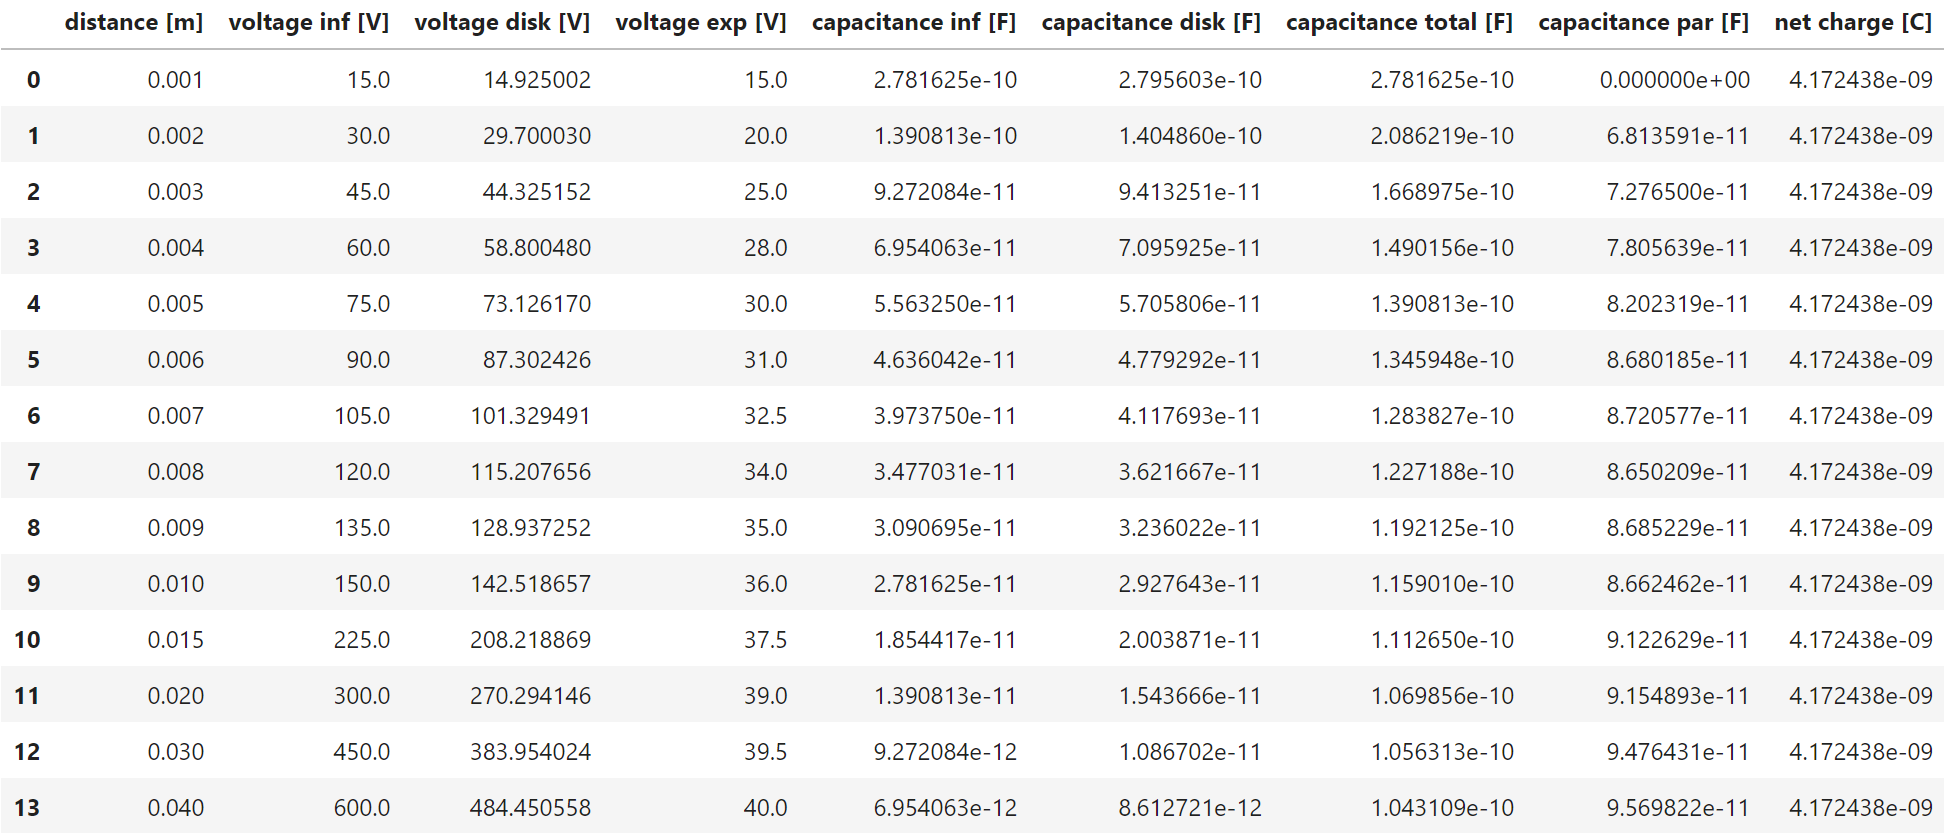 distance [m] voltage inf [V] voltage disk [V] voltage exp [V] capacitance inf [F] capacitance disk [F] capacitance total [F] capacitance par [F] net charge [C]
0 0.001 15.0 14.925002 15.0 2.781625e-10 2.795603e-10 2.781625e-10 0.000000e+00 4.172438e-09
1 0.002 30.0 29.700030 20.0 1.390813e-10 1.404860e-10 2.086219e-10 6.813591e-11 4.172438e-09
2 0.003 45.0 44.325152 25.0 9.272084e-11 9.413251e-11 1.668975e-10 7.276500e-11 4.172438e-09
3 0.004 60.0 58.800480 28.0 6.954063e-11 7.095925e-11 1.490156e-10 7.805639e-11 4.172438e-09
4 0.005 75.0 73.126170 30.0 5.563250e-11 5.705806e-11 1.390813e-10 8.202319e-11 4.172438e-09
5 0.006 90.0 87.302426 31.0 4.636042e-11 4.779292e-11 1.345948e-10 8.680185e-11 4.172438e-09
6 0.007 105.0 101.329491 32.5 3.973750e-11 4.117693e-11 1.283827e-10 8.720577e-11 4.172438e-09
7 0.008 120.0 115.207656 34.0 3.477031e-11 3.621667e-11 1.227188e-10 8.650209e-11 4.172438e-09
8 0.009 135.0 128.937252 35.0 3.090695e-11 3.236022e-11 1.192125e-10 8.685229e-11 4.172438e-09
9 0.010 150.0 142.518657 36.0 2.781625e-11 2.927643e-11 1.159010e-10 8.662462e-11 4.172438e-09
10 0.015 225.0 208.218869 37.5 1.854417e-11 2.003871e-11 1.112650e-10 9.122629e-11 4.172438e-09
11 0.020 300.0 270.294146 39.0 1.390813e-11 1.543666e-11 1.069856e-10 9.154893e-11 4.172438e-09
12 0.030 450.0 383.954024 39.5 9.272084e-12 1.086702e-11 1.056313e-10 9.476431e-11 4.172438e-09
13 0.040 600.0 484.450558 40.0 6.954063e-12 8.612721e-12 1.043109e-10 9.569822e-11 4.172438e-09